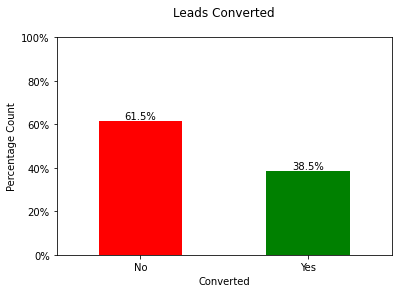 Leads Converted
Percentage Count
100%
80%
60%
40%
20%
0%
61.5%
38.5%
No
Yes
Converted